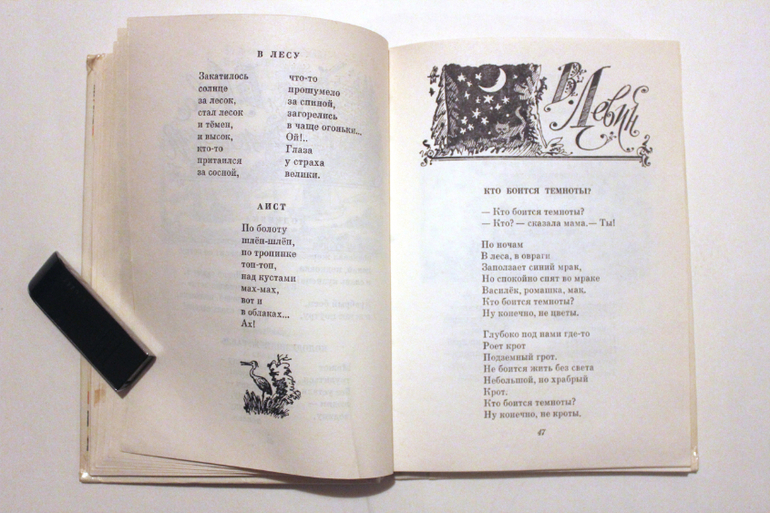 В ЛЕСУ
Закатилось
солнце
за лесок,
стал лесок
и тёмен,
и высок,
кто-то
притаился
за сосной,
что-то
прошумело
за спиной,
загорелись
в чаще огоньки...
Ой!..
Глаза
у страха
велики.
АИСТ
По болоту
шлёп-шлёп,
по тропинке
топ-топ,
над кустами
мах-мах,
вот и
в облаках...
Ах!
В. Левин
КТО БОИТСЯ ТЕМНОТЫ?
— Кто боится темноты?
— Кто? — сказала мама.— Ты!
По ночам
В леса, в овраги
Заползает синий мрак,
Но спокойно спят во мраке
Василёк, ромашка, мак.
Кто боится темноты?
Ну конечно, не цветы.
Глубоко под нами где-то
Роет крот
Подземный грот.
Не боится жить без света
Небольшой, но храбрый
Крот.
Кто боится темноты?
Ну конечно, не кроты.
47